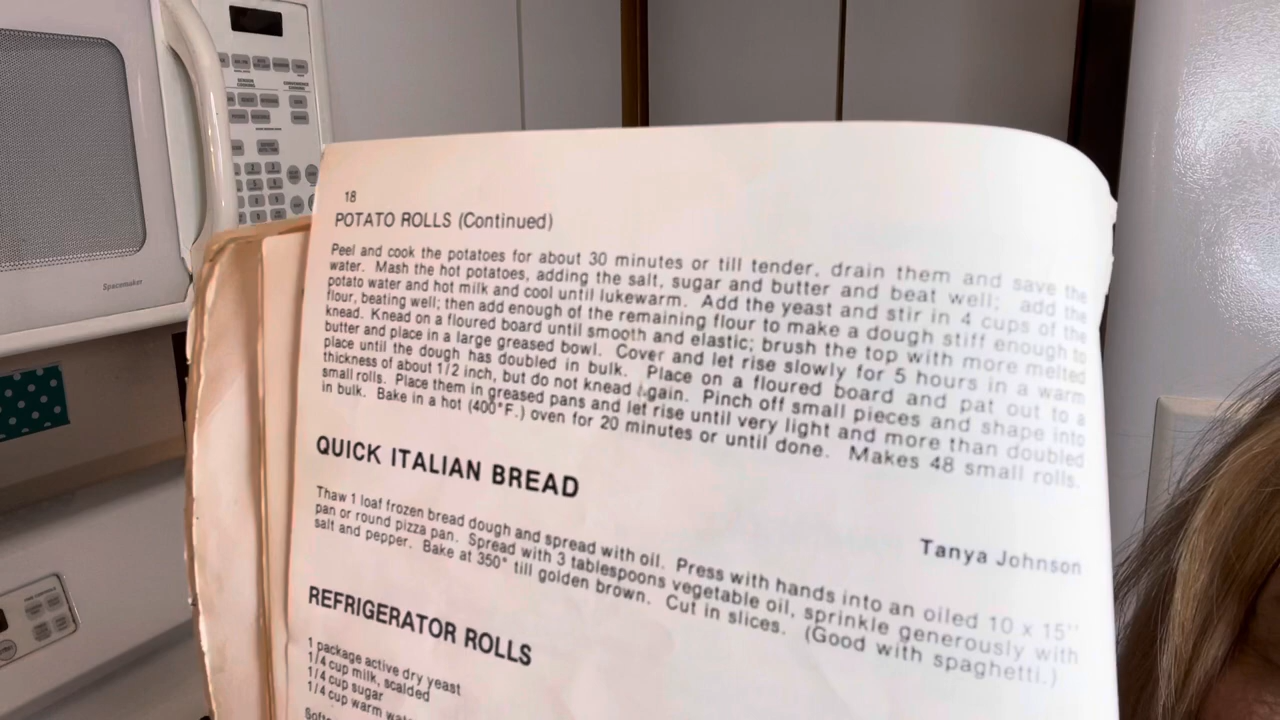 Spacemaker
18
POTATO ROLLS (Continued)
Peel and cook the potatoes for about 30 minutes or till tender, drain them and save the
water. Mash the hot potatoes, adding the salt, sugar and butter and beat well; add the
potato water and hot milk and cool until lukewarm. Add the yeast and stir in 4 cups of the
flour, beating well; then add enough of the remaining flour to make a dough stiff enough to
knead. Knead on a floured board until smooth and elastic; brush the top with more melted
butter and place in a large greased bowl. Cover and let rise slowly for 5 hours in a warm
place until the dough has doubled in bulk. Place on a floured board and pat out to a
thickness of about 1/2 inch, but do not knead again. Pinch off small pieces and shape into
small rolls. Place them in greased pans and let rise until very light and more than doubled
in bulk. Bake in a hot (400°F.) oven for 20 minutes or until done. Makes 48 small rolls.
QUICK ITALIAN BREAD
Tanya Johnson
Thaw 1 loaf frozen bread dough and spread with oil. Press with hands into an oiled 10 x 15"
pan or round pizza pan. Spread with 3 tablespoons vegetable oil, sprinkle generously with
salt and pepper. Bake at 350° till golden brown. Cut in slices. (Good with spaghetti.)
REFRIGERATOR ROLLS
1 package active dry yeast
1/4 cup milk, scalded
1/4 cup sugar
1/4 cup warm